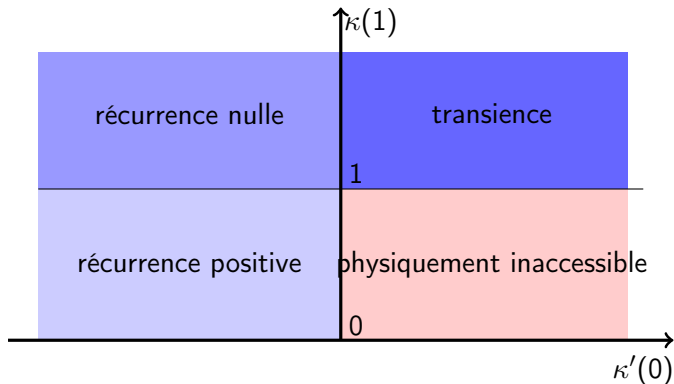 κ(1)
récurrence nulle
transience
1
récurrence positive
physiquement inaccessible
0
κ′(0)